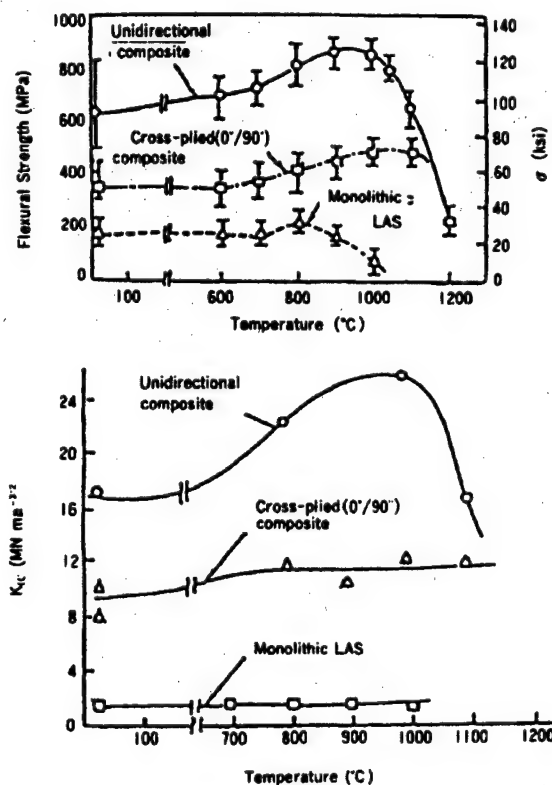 Unidirectional
composite
Cross-plied(0°/90°)
composite
Monolithic
LAS
Flexural Strength (MPa)
1000
800
600
400
200
0
140
120
100
80
60
40
20
0
σ (ksi)
100 600 700 800 900 1000 1200
Temperature (°C)
Unidirectional
composite
Cross-plied(0°/90°)
composite
Monolithic LAS
24
20
16
12
8
4
0
100 700 800 900 1000 1100 1200
Temperature (°C)